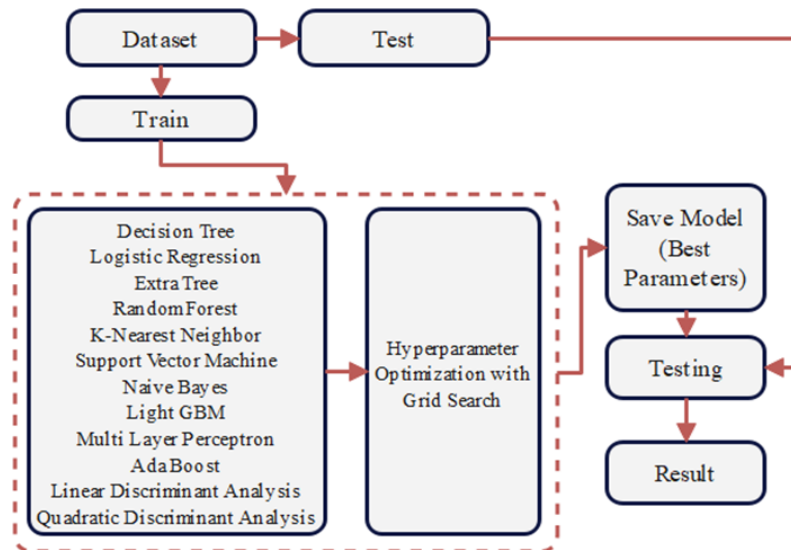 Dataset
Test
Train
Decision Tree
Logistic Regression
Extra Tree
Random Forest
K-Nearest Neighbor
Support Vector Machine
Naive Bayes
Light GBM
Multi Layer Perceptron
AdaBoost
Linear Discriminant Analysis
Quadratic Discriminant Analysis
Hyperparameter
Optimization with
Grid Search
Save Model
(Best
Parameters)
Testing
Result